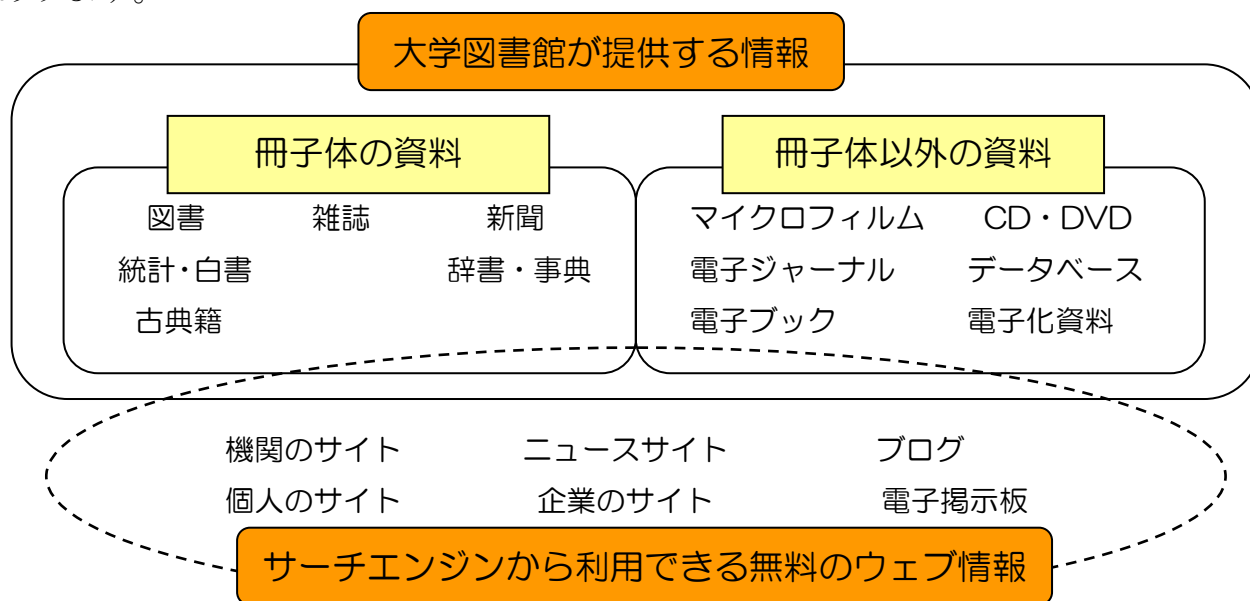 大学図書館が提供する情報
冊子体の資料
冊子体以外の資料
図書 雑誌 新聞
統計・白書 辞書・事典
古典籍
マイクロフィルム CD・DVD
電子ジャーナル データベース
電子ブック 電子化資料
機関のサイト ニュースサイト ブログ
個人のサイト 企業のサイト 電子掲示板
サーチエンジンから利用できる無料のウェブ情報